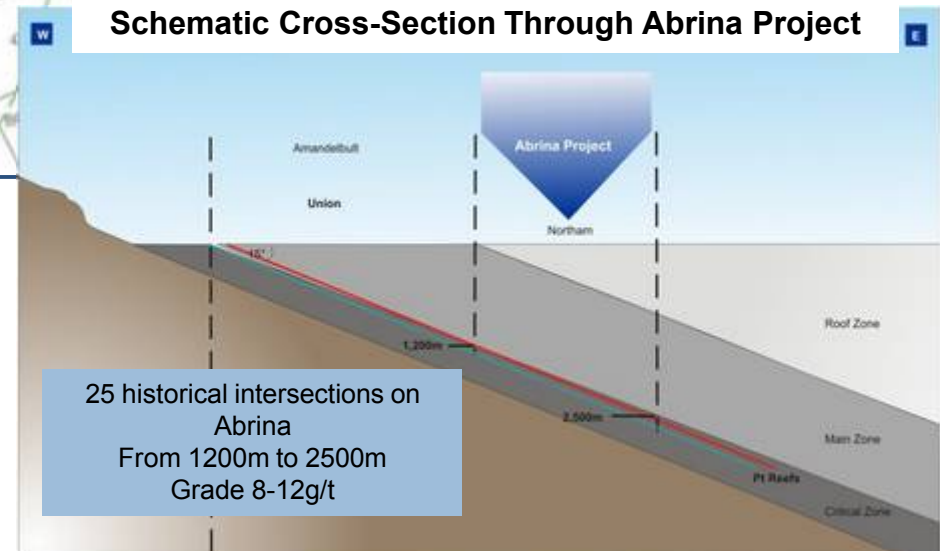 Schematic Cross-Section Through Abrina Project
W
E
Amandelbult
Abrina Project
Union
Northam
15°
Roof Zone
1,200m
25 historical intersections on
Abrina
From 1200m to 2500m
Grade 8-12g/t
2,500m
Main Zone
Pt Reefs
Critical Zone